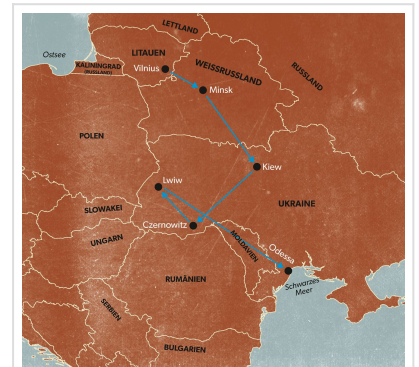 LETTLAND
Ostsee
LITAUEN
KALININGRAD
(RUSSLAND)
Vilnius
WEISSRUSSLAND
RUSSLAND
Minsk
POLEN
Kiew
Lwiw
UKRAINE
SLOWAKEI
Czernowitz
UNGARN
MOLDAVIEN
Odessa
RUMÄNIEN
Schwarzes
Meer
SERBIEN
BULGARIEN